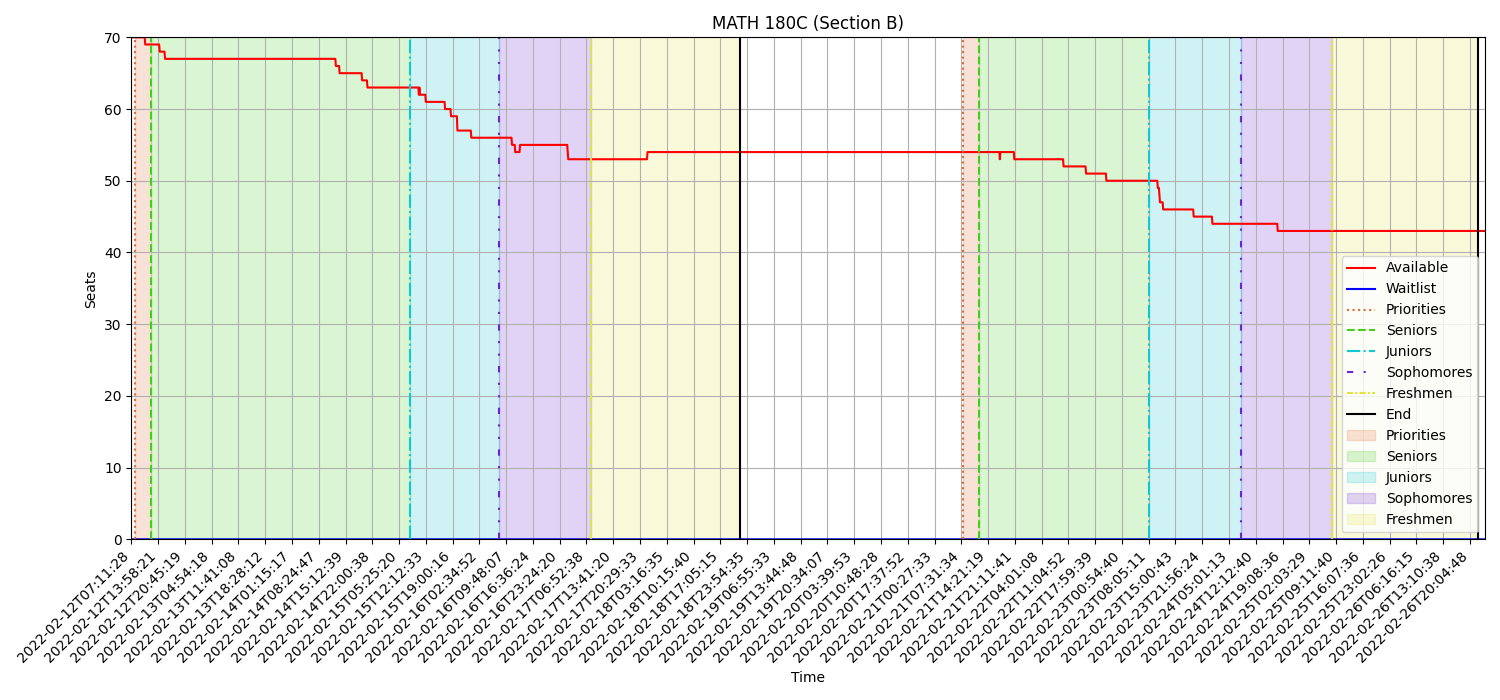 MATH 180C (Section B)
Seats
70
60
50
40
30
20
10
0
Available
Waitlist
Priorities
Seniors
Juniors
Sophomores
Freshmen
End
Priorities
Seniors
Juniors
Sophomores
Freshmen
2022-02-12T07:11:28
2022-02-12T13:58:21
2022-02-12T20:45:19
2022-02-13T04:54:18
2022-02-13T11:41:08
2022-02-13T18:28:12
2022-02-14T01:15:17
2022-02-14T08:24:47
2022-02-14T15:12:39
2022-02-14T22:00:38
2022-02-15T05:25:20
2022-02-15T12:12:33
2022-02-15T19:00:16
2022-02-16T02:34:52
2022-02-16T09:48:07
2022-02-16T16:36:24
2022-02-16T23:24:20
2022-02-17T06:52:38
2022-02-17T13:41:20
2022-02-17T20:29:33
2022-02-18T03:16:35
2022-02-18T10:15:40
2022-02-18T17:05:15
2022-02-18T23:54:35
2022-02-19T06:55:33
2022-02-19T13:44:48
2022-02-19T20:34:07
2022-02-20T03:39:53
2022-02-20T10:48:28
2022-02-20T17:37:52
2022-02-21T00:27:33
2022-02-21T07:31:34
2022-02-21T14:21:19
2022-02-21T21:11:41
2022-02-22T04:01:08
2022-02-22T11:04:52
2022-02-22T17:59:39
2022-02-23T00:54:40
2022-02-23T08:05:11
2022-02-23T15:00:43
2022-02-23T21:56:24
2022-02-24T05:01:13
2022-02-24T12:12:40
2022-02-24T19:08:36
2022-02-25T02:03:29
2022-02-25T09:11:40
2022-02-25T16:07:36
2022-02-25T23:02:26
2022-02-26T06:16:15
2022-02-26T13:10:38
2022-02-26T20:04:48
Time